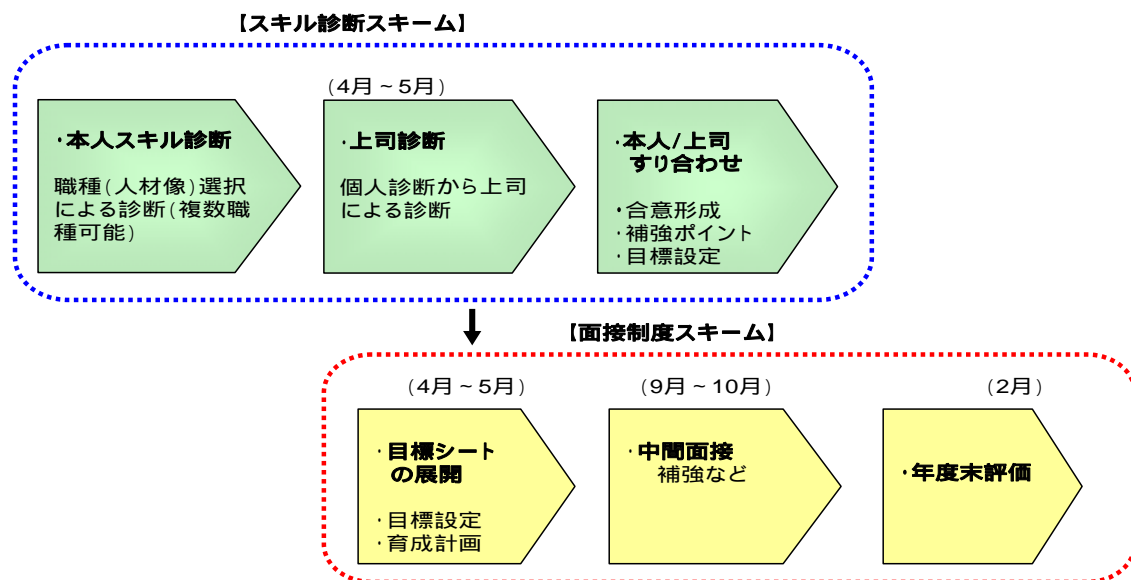 【スキル診断スキーム】
(4月～5月)
・本人スキル診断
職種(人材像)選択
による診断(複数職
種可能)
・上司診断
個人診断から上司
による診断
・本人/上司
すり合わせ
・合意形成
・補強ポイント
・目標設定
【面接制度スキーム】
(4月～5月)
・目標シート
の展開
・目標設定
・育成計画
(9月～10月)
・中間面接
補強など
(2月)
・年度末評価